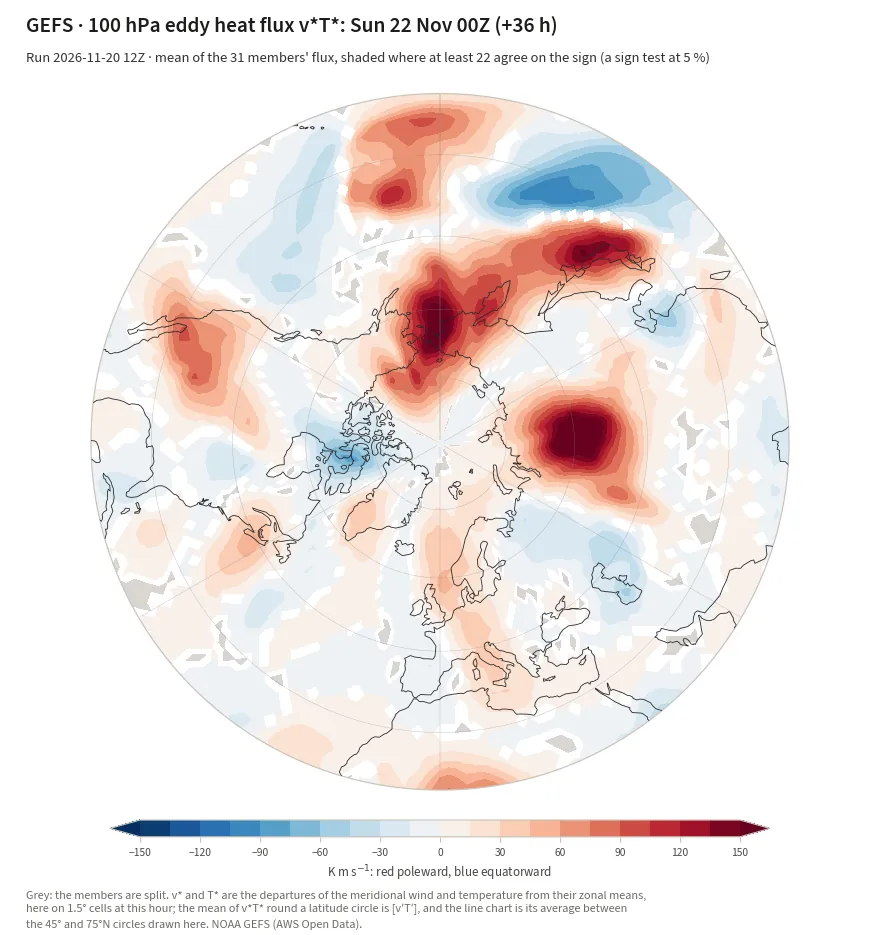 GEFS · 100 hPa eddy heat flux v*T*: Sun 22 Nov 00Z (+36 h)
Run 2026-11-20 12Z · mean of the 31 members' flux, shaded where at least 22 agree on the sign (a sign test at 5 %)
−150 −120 −90 −60 −30 0 30 60 90 120 150
K m s⁻¹: red poleward, blue equatorward
Grey: the members are split. v* and T* are the departures of the meridional wind and temperature from their zonal means,
here on 1.5° cells at this hour; the mean of v*T* round a latitude circle is [v'T'], and the line chart is its average between
the 45° and 75°N circles drawn here. NOAA GEFS (AWS Open Data).